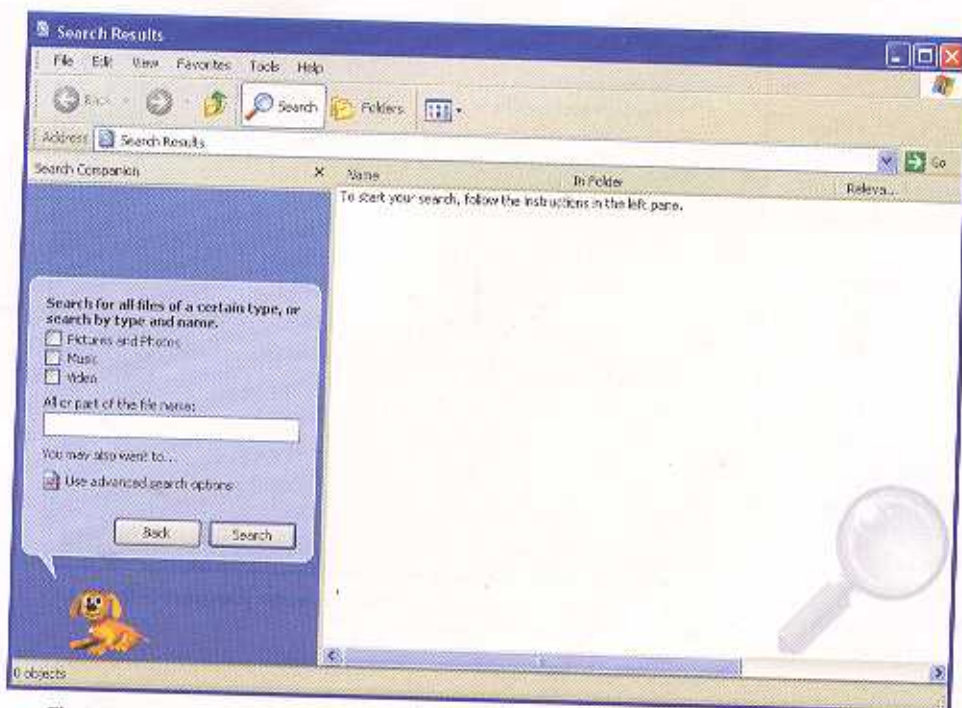 Search Results
File Edit View Favorites Tools Help
Back Search Folders
Address Search Results Go
Search Companion
Name In Folder Releva...
To start your search, follow the instructions in the left pane.
Search for all files of a certain type, or
search by type and name.
Pictures and Photos
Music
Video
All or part of the file name:
You may also want to...
Use advanced search options
Back Search
0 objects